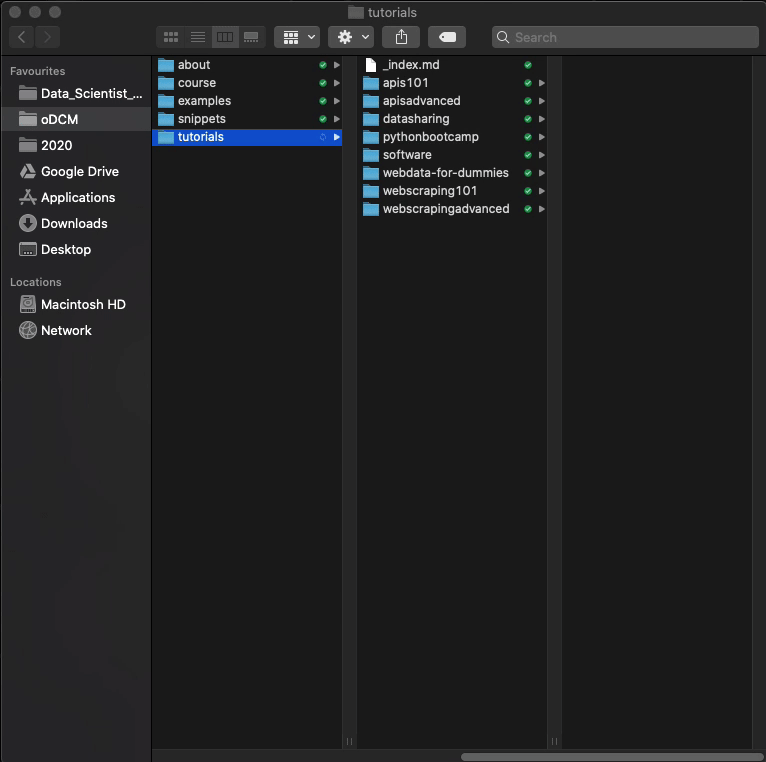 tutorials
Search
Favourites
Data_Scientist_...
oDCM
2020
Google Drive
Applications
Downloads
Desktop
Locations
Macintosh HD
Network
about
course
examples
snippets
tutorials
_index.md
apis101
apisadvanced
datasharing
pythonbootcamp
software
webdata-for-dummies
webscraping101
webscrapingadvanced